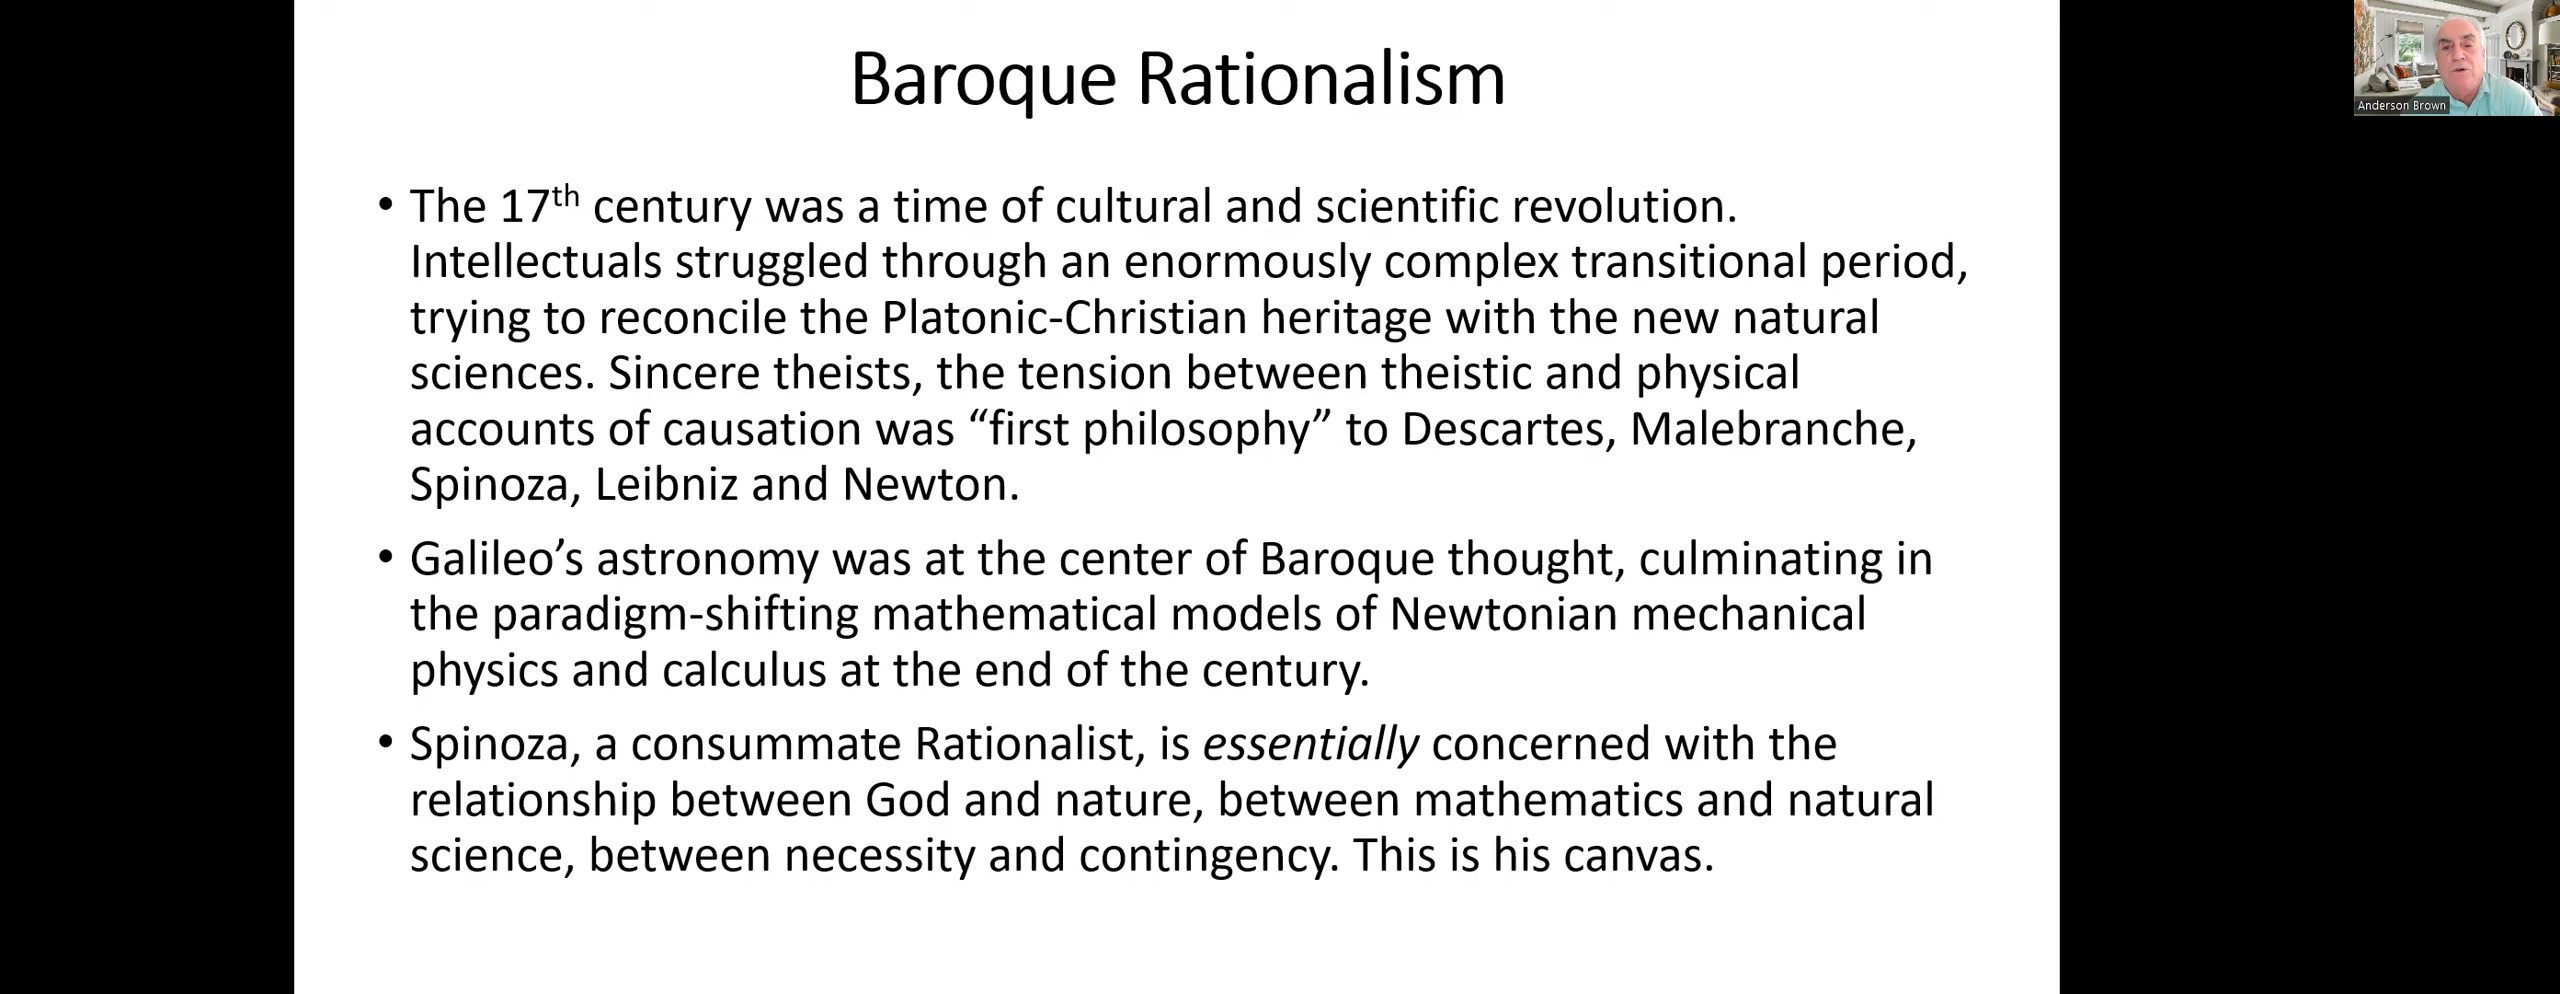 Baroque Rationalism
Anderson Brown
• The 17th century was a time of cultural and scientific revolution.
Intellectuals struggled through an enormously complex transitional period,
trying to reconcile the Platonic-Christian heritage with the new natural
sciences. Sincere theists, the tension between theistic and physical
accounts of causation was “first philosophy” to Descartes, Malebranche,
Spinoza, Leibniz and Newton.
• Galileo’s astronomy was at the center of Baroque thought, culminating in
the paradigm-shifting mathematical models of Newtonian mechanical
physics and calculus at the end of the century.
• Spinoza, a consummate Rationalist, is essentially concerned with the
relationship between God and nature, between mathematics and natural
science, between necessity and contingency. This is his canvas.